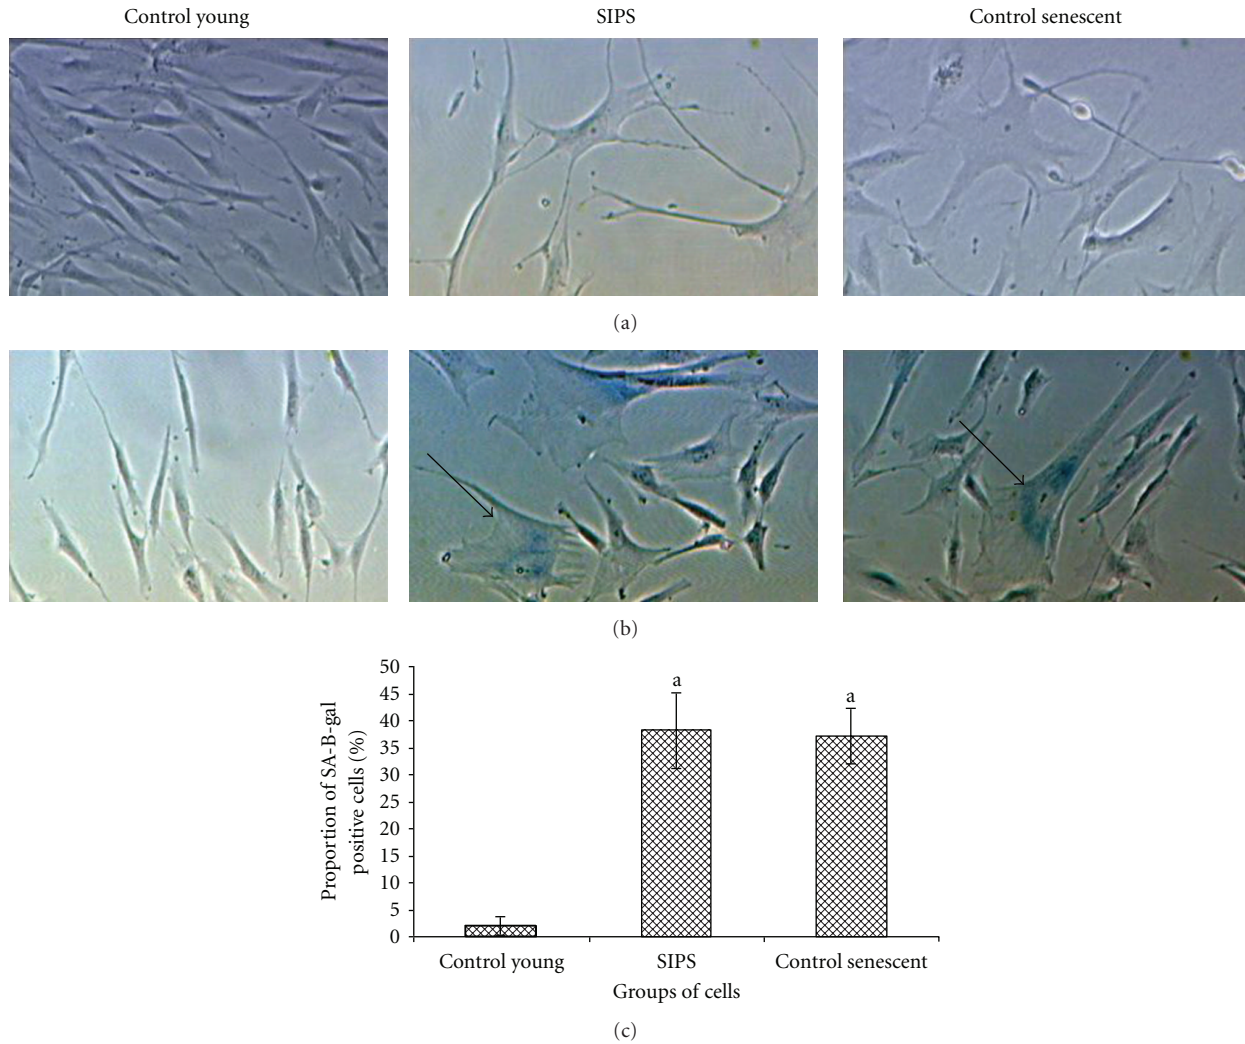 Control young SIPS Control senescent
(a)
(b)
50
45
40
35
30
25
20
15
10
5
0
Proportion of SA-B-gal
positive cells (%)
a
a
Control young SIPS Control senescent
Groups of cells
(c)